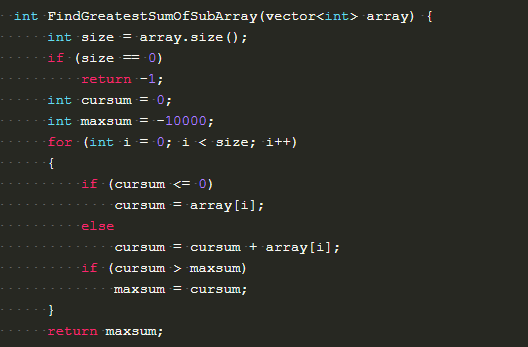 int FindGreatestSumOfSubArray(vector<int> array) {
int size = array.size();
if (size == 0)
return -1;
int cursum = 0;
int maxsum = -10000;
for (int i = 0; i < size; i++)
{
if (cursum <= 0)
cursum = array[i];
else
cursum = cursum + array[i];
if (cursum > maxsum)
maxsum = cursum;
}
return maxsum;